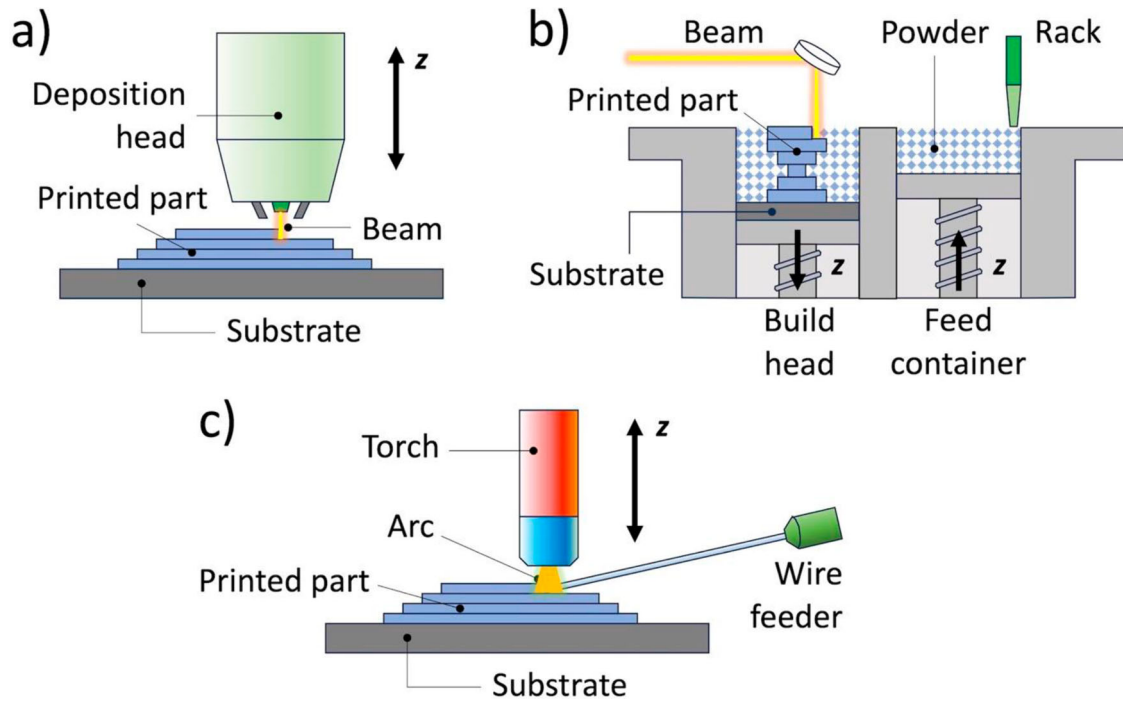 a)
z
Deposition
head
Printed part
Beam
Substrate
b)
Beam
Powder
Rack
Printed part
Substrate
z
z
Build
head
Feed
container
c)
Torch
z
Arc
Printed part
Wire
feeder
Substrate